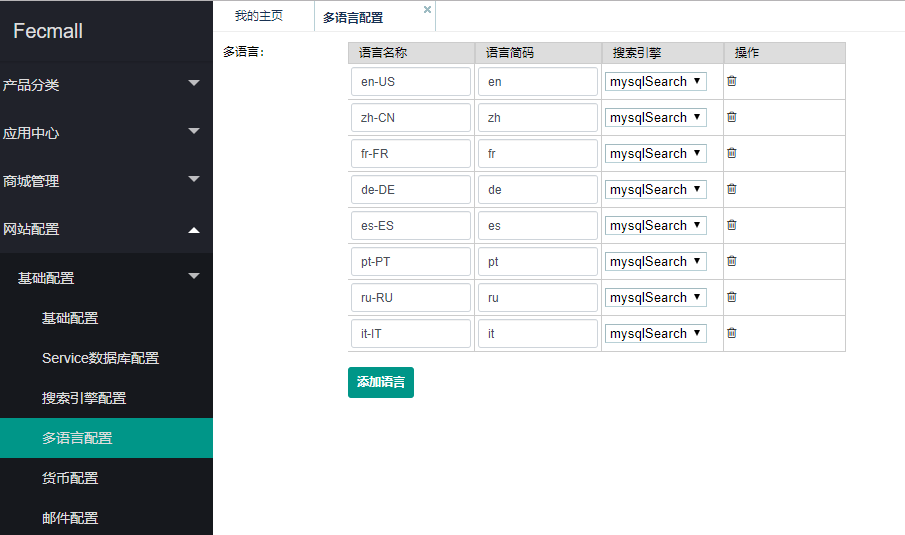 Fecmall
产品分类
应用中心
商城管理
网站配置
基础配置
基础配置
Service数据库配置
搜索引擎配置
多语言配置
货币配置
邮件配置
我的主页 多语言配置
多语言：
语言名称 语言简码 搜索引擎 操作
en-US en mysqlSearch
zh-CN zh mysqlSearch
fr-FR fr mysqlSearch
de-DE de mysqlSearch
es-ES es mysqlSearch
pt-PT pt mysqlSearch
ru-RU ru mysqlSearch
it-IT it mysqlSearch
添加语言